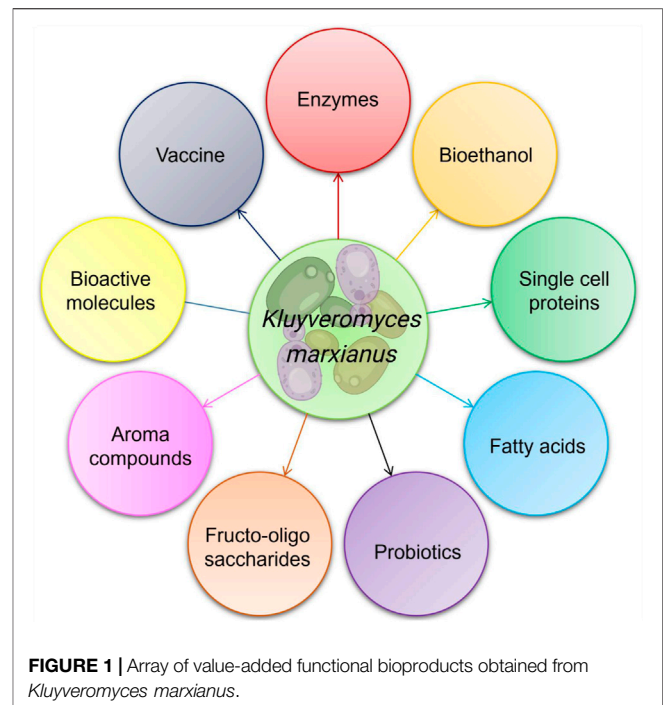 Enzymes
Vaccine
Bioethanol
Bioactive
molecules
Single cell
proteins
Kluyveromyces
marxianus
Aroma
compounds
Fatty acids
Fructo-oligo
saccharides
Probiotics
FIGURE 1 | Array of value-added functional bioproducts obtained from
Kluyveromyces marxianus.